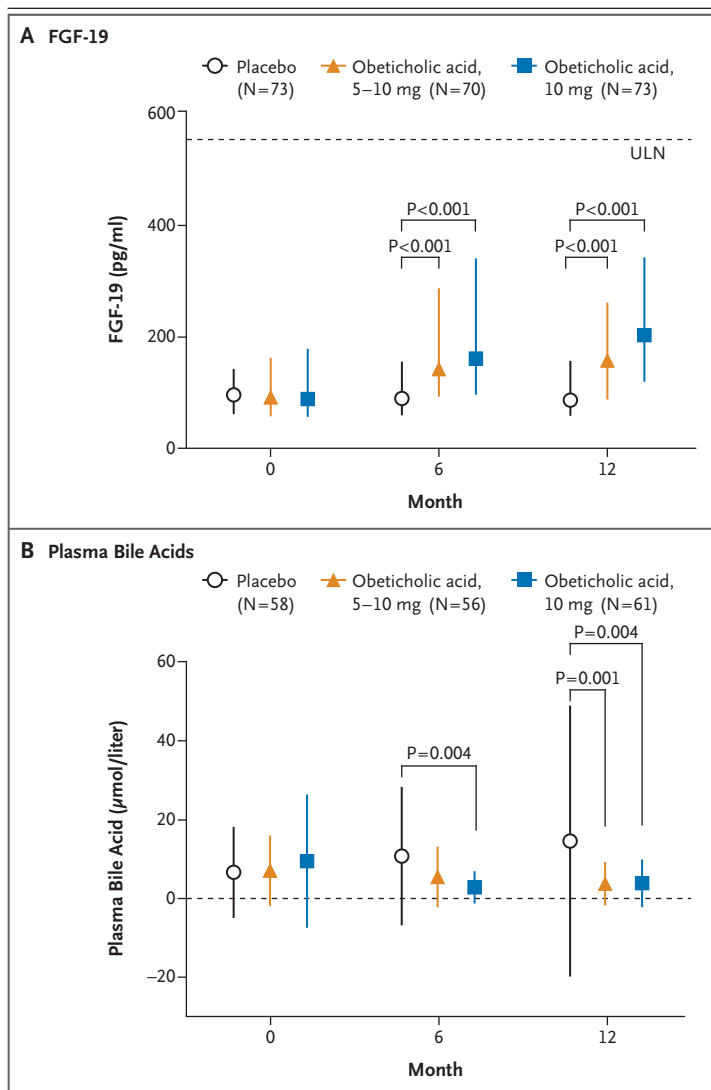 A FGF-19
Placebo
(N=73)
Obeticholic acid,
5–10 mg (N=70)
Obeticholic acid,
10 mg (N=73)
600
400
200
0
FGF-19 (pg/ml)
ULN
P<0.001
P<0.001
P<0.001
P<0.001
0
6
12
Month
B Plasma Bile Acids
Placebo
(N=58)
Obeticholic acid,
5–10 mg (N=56)
Obeticholic acid,
10 mg (N=61)
60
40
20
0
−20
Plasma Bile Acid (µmol/liter)
P=0.004
P=0.004
P=0.001
0
6
12
Month